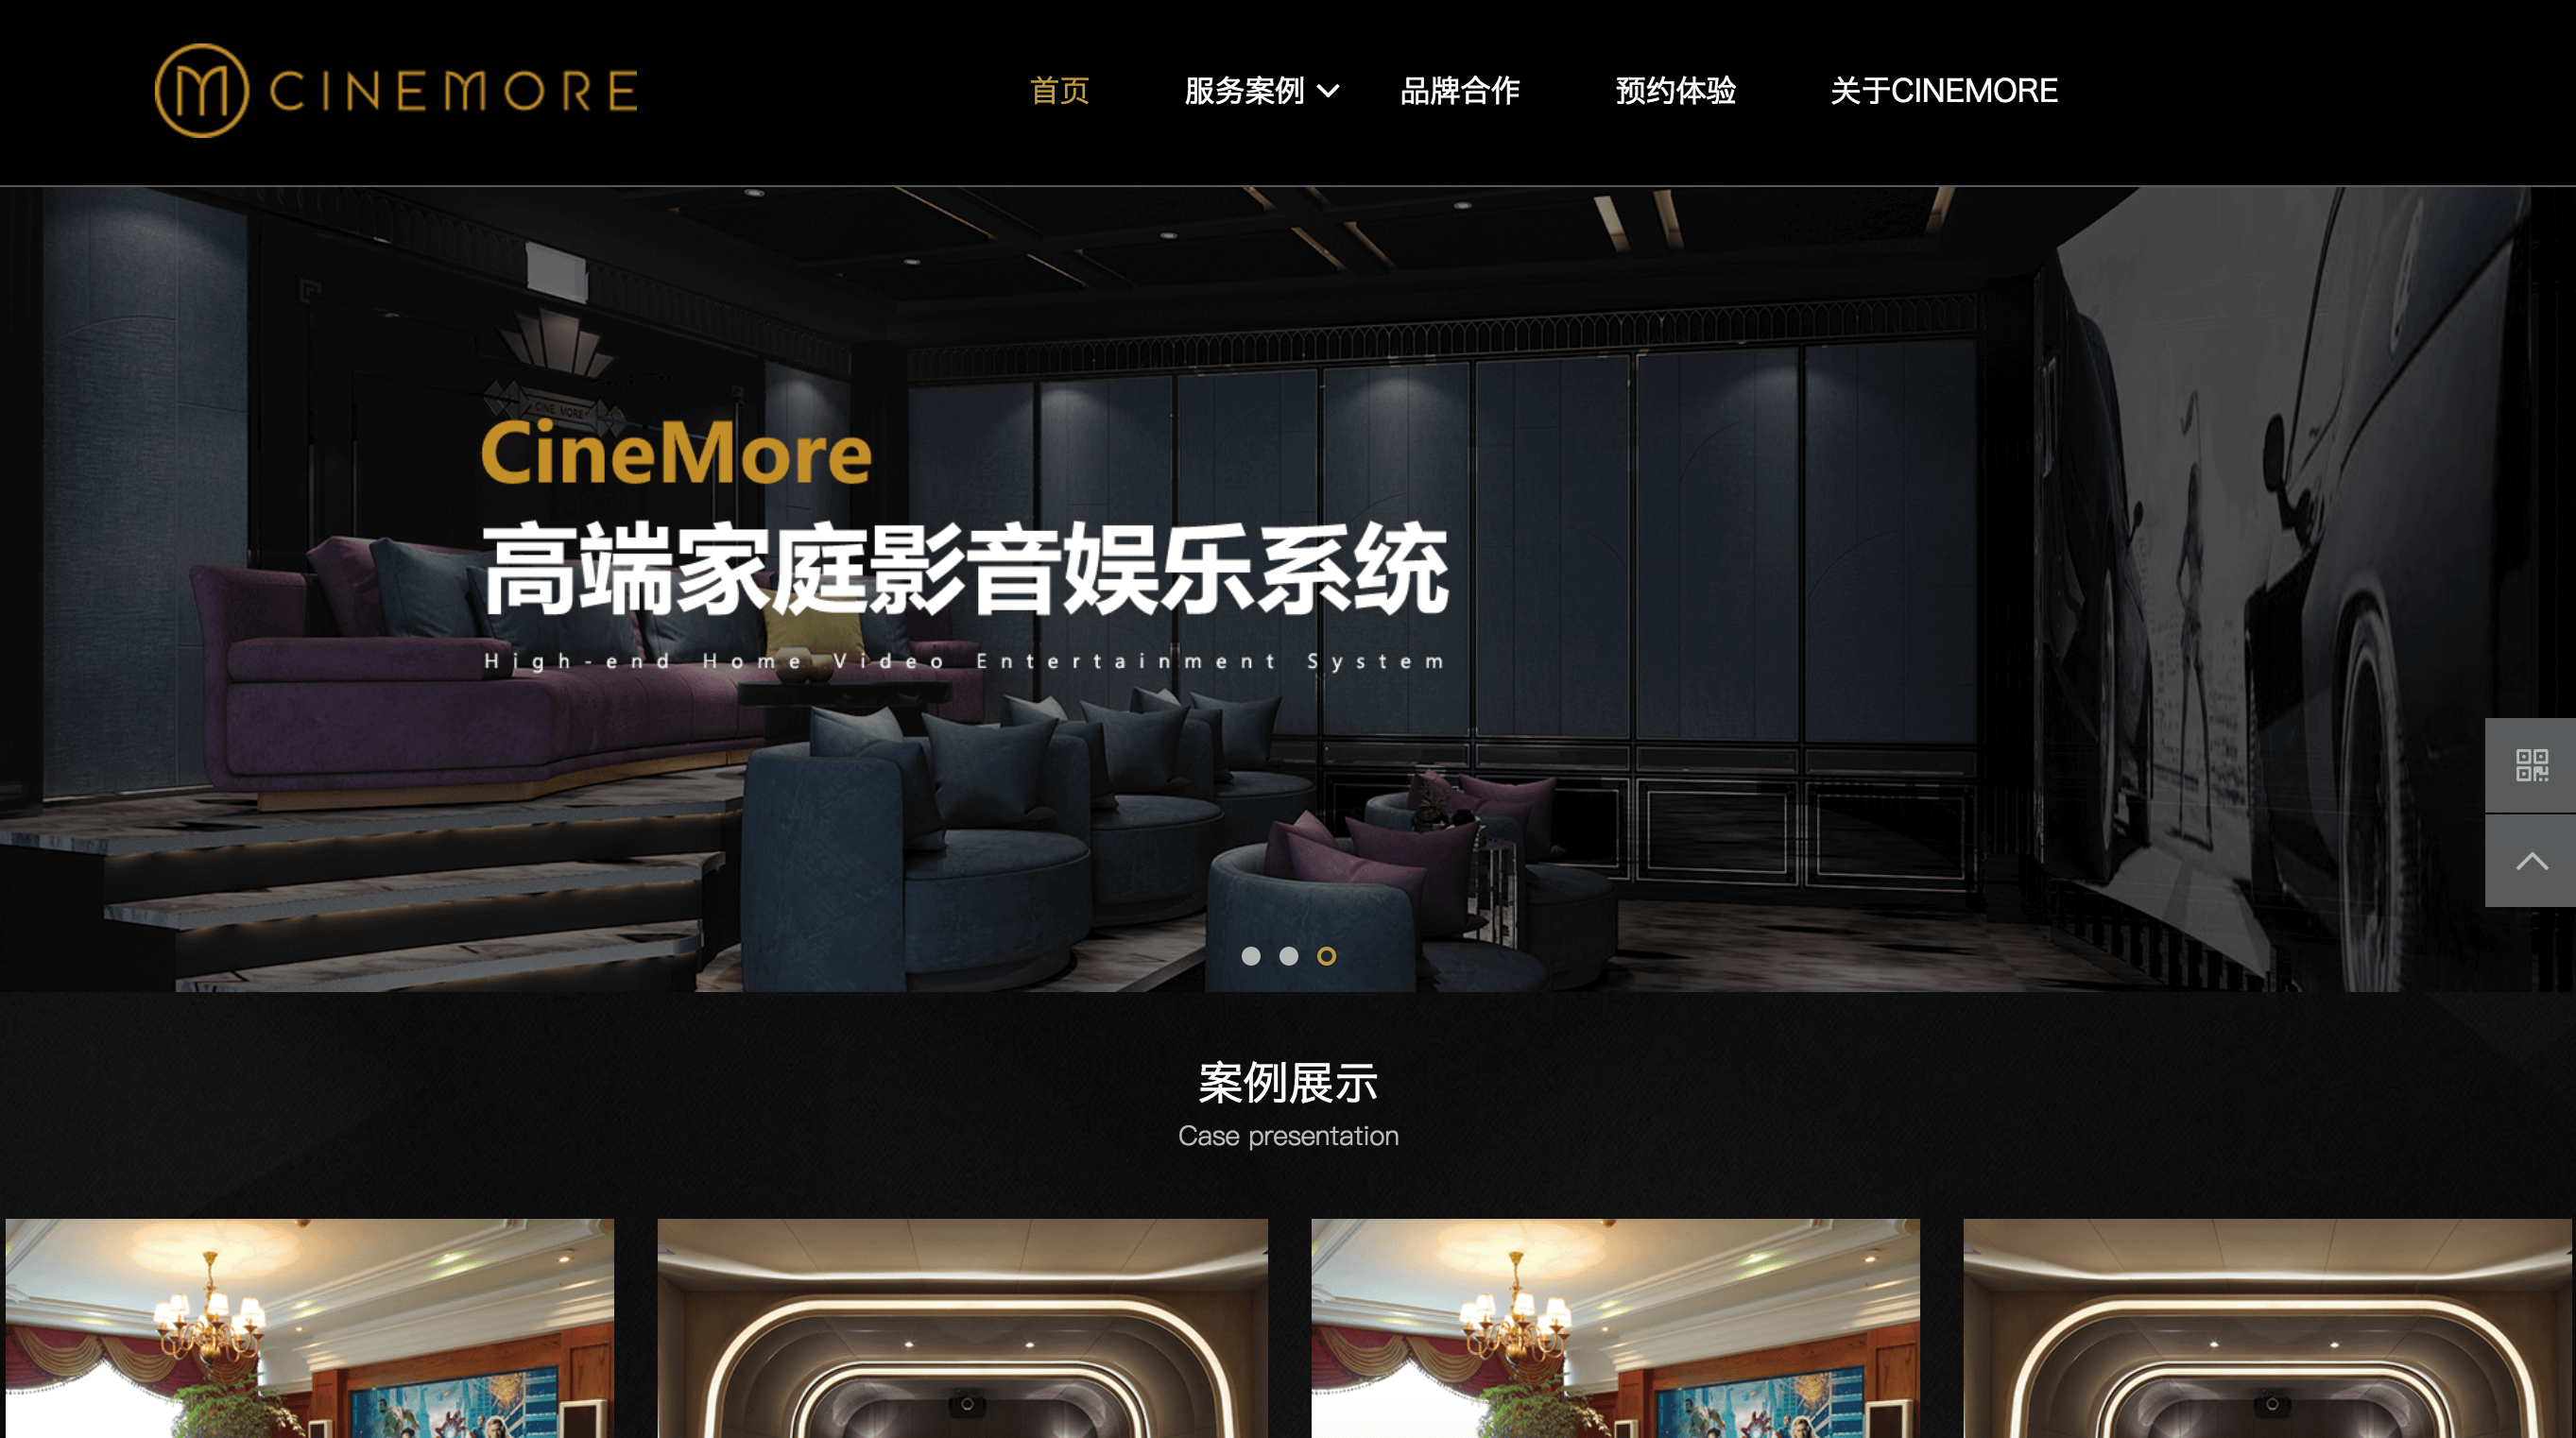 CINEMORE
首页 服务案例 品牌合作 预约体验 关于CINEMORE
CINE MORE
CineMore
高端家庭影音娱乐系统
High-end Home Video Entertainment System
案例展示
Case presentation